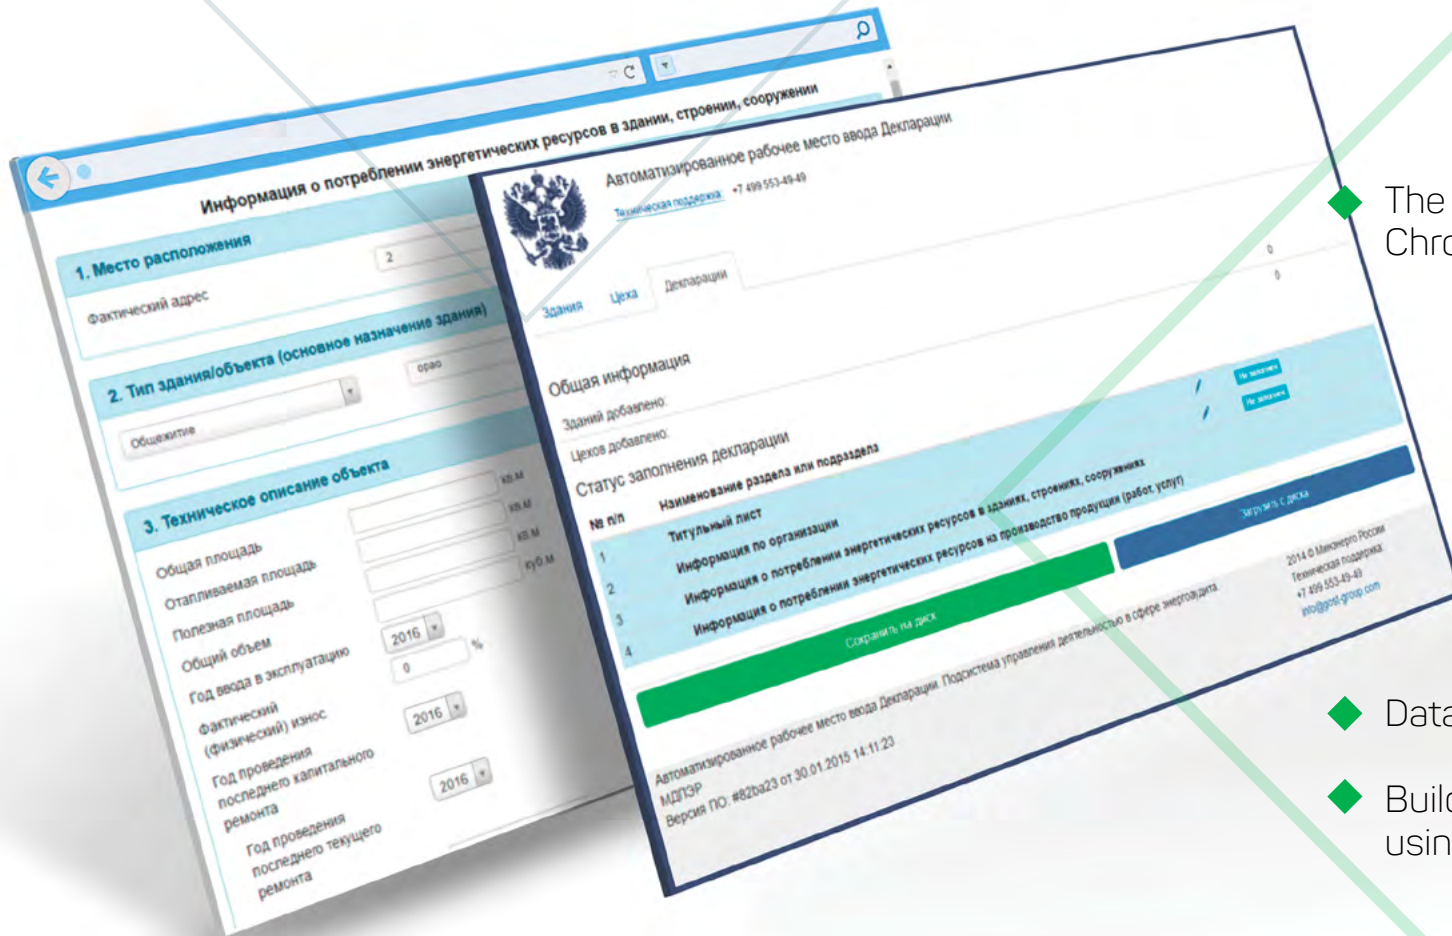 Информация о потреблении энергетических ресурсов в здании, строении, сооружении
1. Место расположения
Фактический адрес
2
2. Тип здания/объекта (основное назначение здания)
Общежитие
орао
3. Техническое описание объекта
Общая площадь
кв.м
Отапливаемая площадь
кв.м
Полезная площадь
кв.м
Общий объем
куб.м
Год ввода в эксплуатацию
2016
Фактический
(физический) износ
0
%
Год проведения
последнего капитального
ремонта
2016
Год проведения
последнего текущего
ремонта
2016
Автоматизированное рабочее место ввода Декларации
Техническая поддержка: +7 499 553-49-49
Здания
Цеха
Декларации
Общая информация
Зданий добавлено:
0
Цехов добавлено:
0
Статус заполнения декларации
№ п/п
Наименование раздела или подраздела
1
Титульный лист
Не заполнен
2
Информация по организации
Не заполнен
3
Информация о потреблении энергетических ресурсов в зданиях, строениях, сооружениях
4
Информация о потреблении энергетических ресурсов на производство продукции (работ, услуг)
Сохранить на диск
Загрузить с диска
Автоматизированное рабочее место ввода Декларации. Подсистема управления деятельностью в сфере энергоаудита.
МДПЭР
Версия ПО: #82ba23 от 30.01.2015 14:11:23
2014 © Минэнерго России
Техническая поддержка:
+7 499 553-49-49
info@gost-group.com
The
Chro
Data
Build
usin